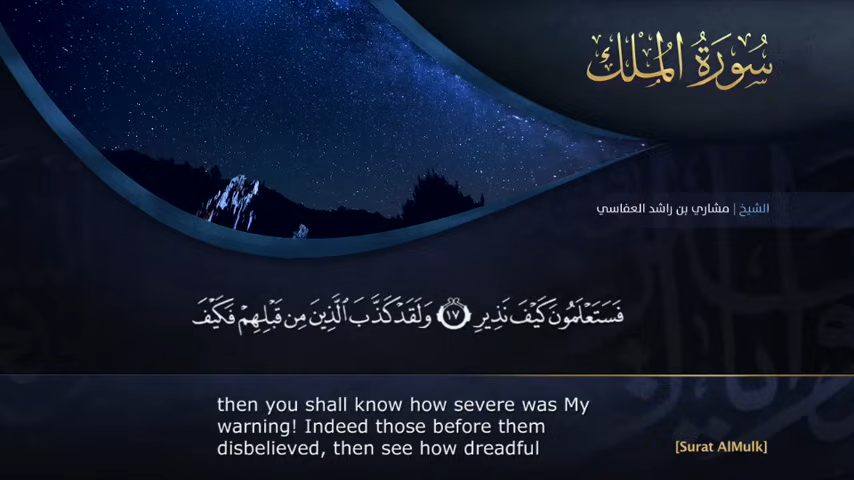 سُورَةُ المُلْك
الشيخ | مشاري بن راشد العفاسي
فَسَتَعْلَمُونَ كَيْفَ نَذِيرِ ١٧ وَلَقَدْ كَذَّبَ ٱلَّذِينَ مِن قَبْلِهِمْ فَكَيْفَ
then you shall know how severe was My
warning! Indeed those before them
disbelieved, then see how dreadful
[Surat AlMulk]